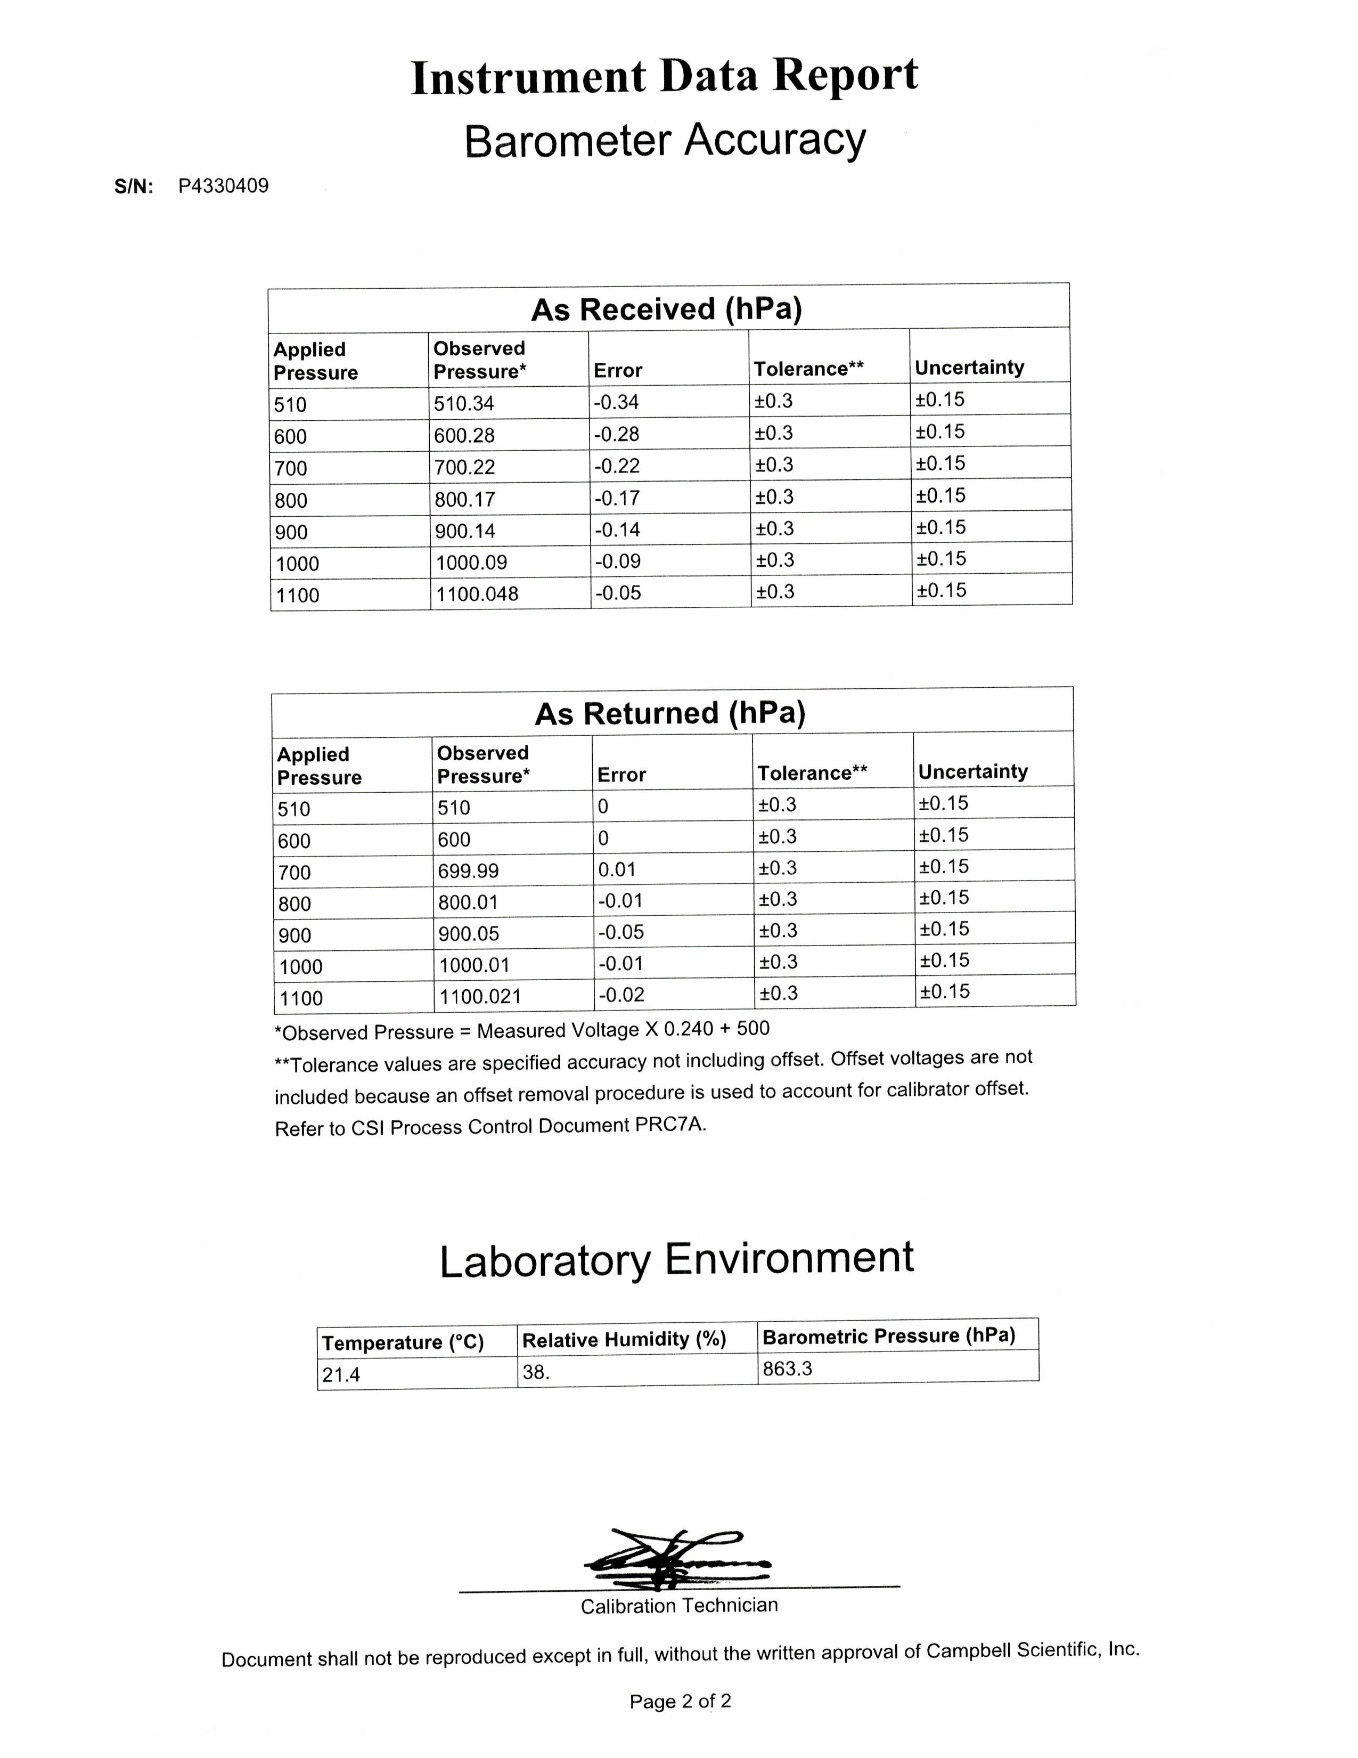 Instrument Data Report
Barometer Accuracy
S/N: P4330409
As Received (hPa)
Applied Pressure Observed Pressure* Error Tolerance** Uncertainty
510 510.34 -0.34 ±0.3 ±0.15
600 600.28 -0.28 ±0.3 ±0.15
700 700.22 -0.22 ±0.3 ±0.15
800 800.17 -0.17 ±0.3 ±0.15
900 900.14 -0.14 ±0.3 ±0.15
1000 1000.09 -0.09 ±0.3 ±0.15
1100 1100.048 -0.05 ±0.3 ±0.15
As Returned (hPa)
Applied Pressure Observed Pressure* Error Tolerance** Uncertainty
510 510 0 ±0.3 ±0.15
600 600 0 ±0.3 ±0.15
700 699.99 0.01 ±0.3 ±0.15
800 800.01 -0.01 ±0.3 ±0.15
900 900.05 -0.05 ±0.3 ±0.15
1000 1000.01 -0.01 ±0.3 ±0.15
1100 1100.021 -0.02 ±0.3 ±0.15
*Observed Pressure = Measured Voltage X 0.240 + 500
**Tolerance values are specified accuracy not including offset. Offset voltages are not
included because an offset removal procedure is used to account for calibrator offset.
Refer to CSI Process Control Document PRC7A.
Laboratory Environment
Temperature (°C) Relative Humidity (%) Barometric Pressure (hPa)
21.4 38. 863.3
Calibration Technician
Document shall not be reproduced except in full, without the written approval of Campbell Scientific, Inc.
Page 2 of 2